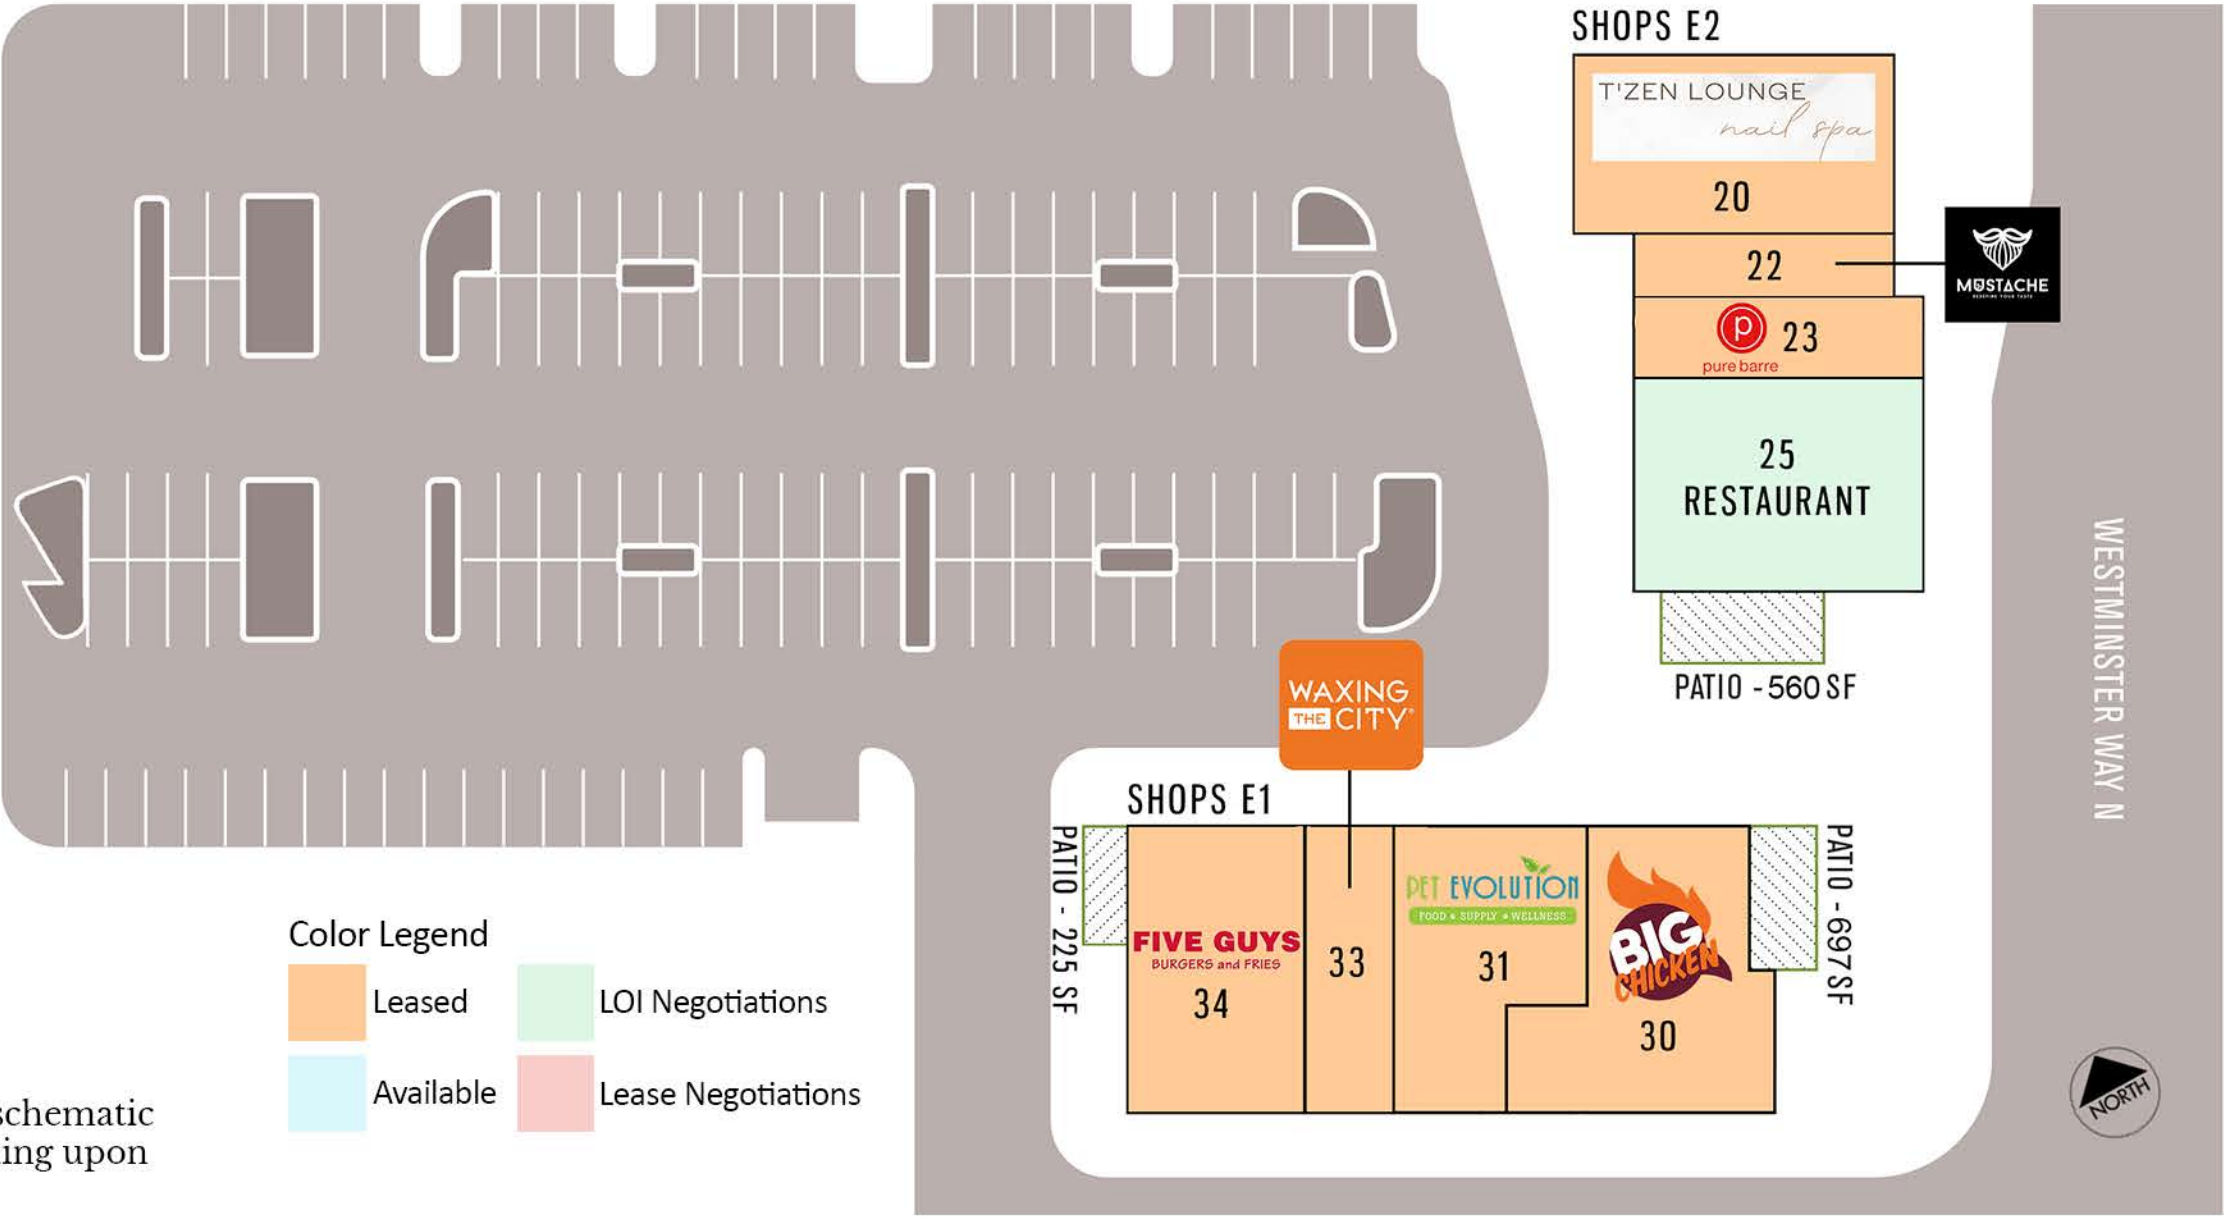 SHOPS E2
T'ZEN LOUNGE
nail spa
20
22
MUSTACHE
REDEFINE YOUR TASTE
p
23
pure barre
25
RESTAURANT
PATIO - 560 SF
WESTMINSTER WAY N
WAXING
THE CITY
SHOPS E1
PATIO - 225 SF
FIVE GUYS
BURGERS and FRIES
34
33
PET EVOLUTION
FOOD • SUPPLY • WELLNESS
31
BIG
CHICKEN
30
PATIO - 697 SF
Color Legend
Leased
LOI Negotiations
Available
Lease Negotiations
schematic
ing upon
NORTH